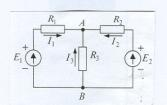 R₁ A R₂
I₁ I₂
E₁ I₃ R₃ E₂
B